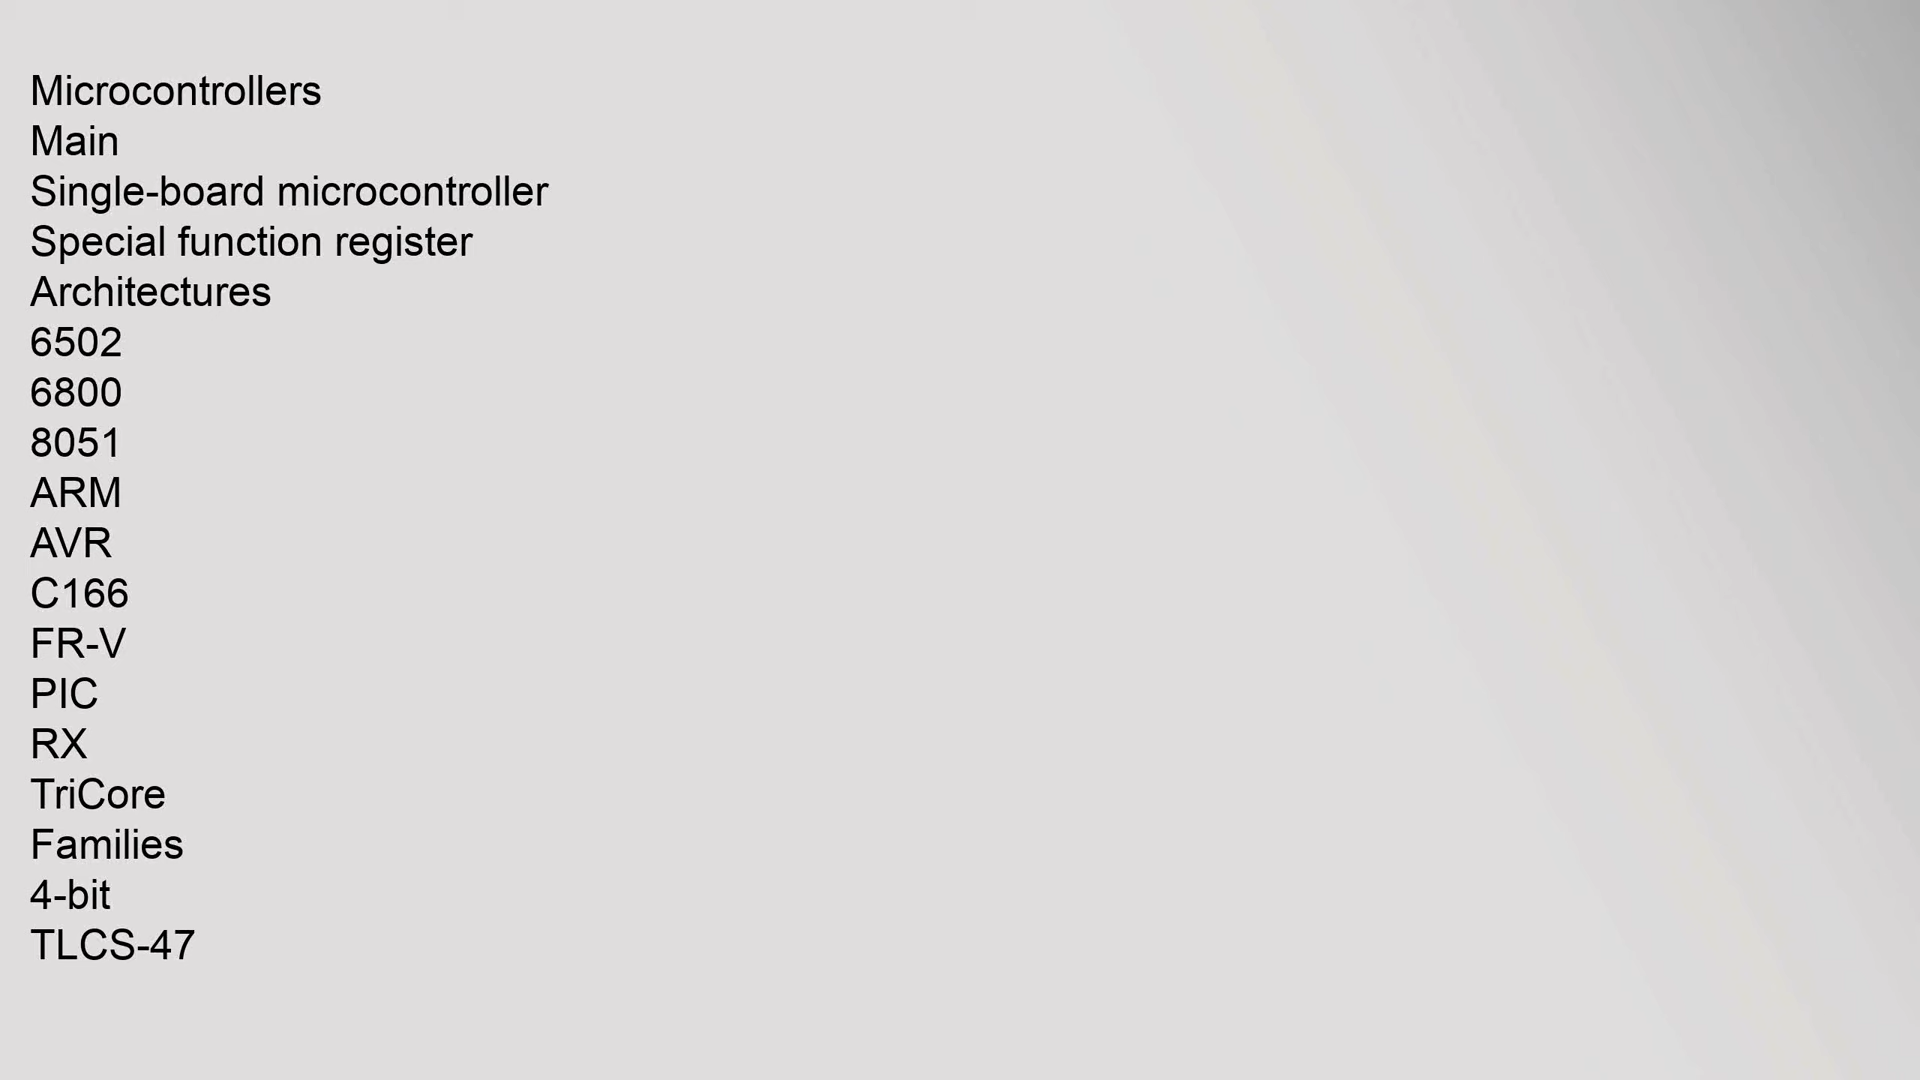 Microcontrollers
Main
Single-board microcontroller
Special function register
Architectures
6502
6800
8051
ARM
AVR
C166
FR-V
PIC
RX
TriCore
Families
4-bit
TLCS-47